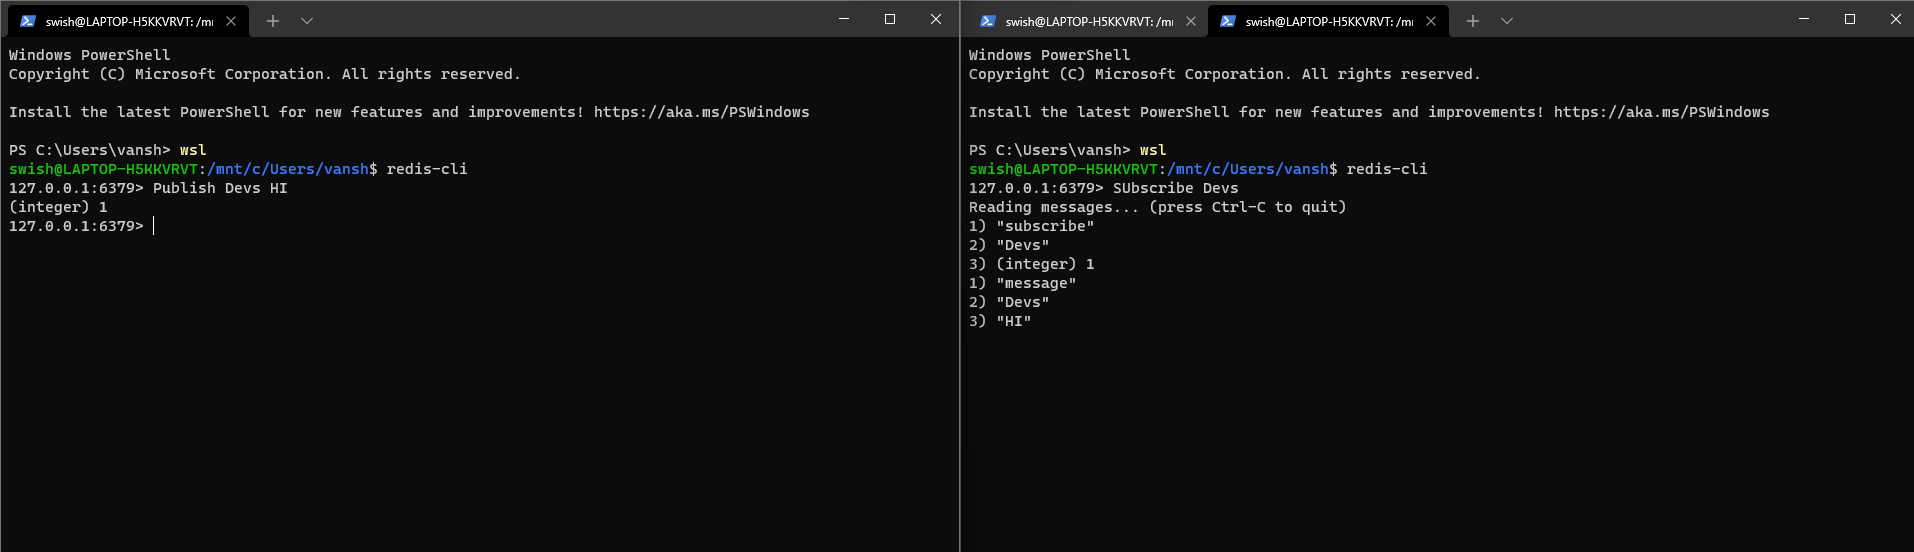 swish@LAPTOP-H5KKVRVT: /m
Windows PowerShell
Copyright (C) Microsoft Corporation. All rights reserved.
Install the latest PowerShell for new features and improvements! https://aka.ms/PSWindows
PS C:\Users\vansh> wsl
swish@LAPTOP-H5KKVRVT:/mnt/c/Users/vansh$ redis-cli
127.0.0.1:6379> Publish Devs HI
(integer) 1
127.0.0.1:6379>
swish@LAPTOP-H5KKVRVT: /m
swish@LAPTOP-H5KKVRVT: /m
Windows PowerShell
Copyright (C) Microsoft Corporation. All rights reserved.
Install the latest PowerShell for new features and improvements! https://aka.ms/PSWindows
PS C:\Users\vansh> wsl
swish@LAPTOP-H5KKVRVT:/mnt/c/Users/vansh$ redis-cli
127.0.0.1:6379> SUbscribe Devs
Reading messages... (press Ctrl-C to quit)
1) "subscribe"
2) "Devs"
3) (integer) 1
1) "message"
2) "Devs"
3) "HI"